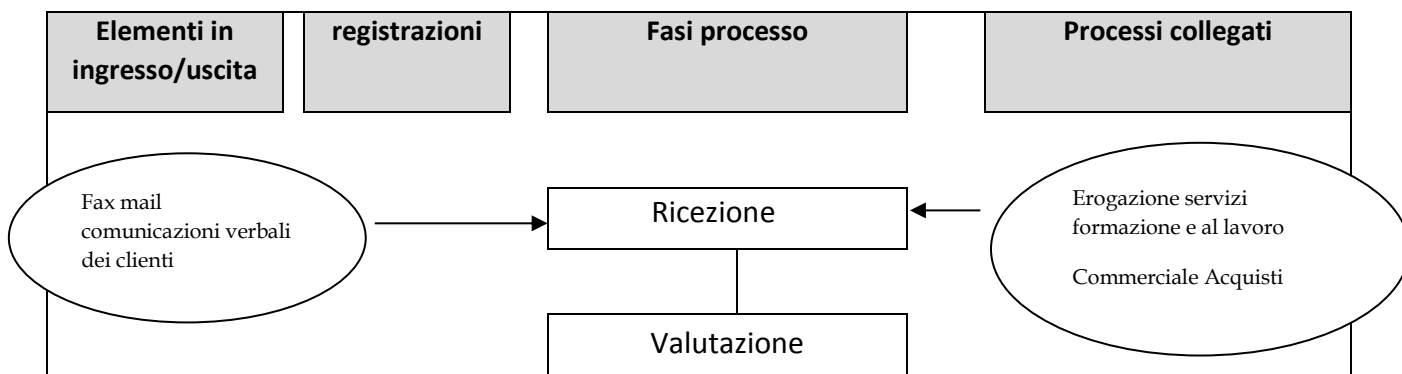 Elementi in
ingresso/uscita
registrazioni
Fasi processo
Processi collegati
Fax mail
comunicazioni verbali
dei clienti
Ricezione
Erogazione servizi
formazione e al lavoro
Commerciale Acquisti
Valutazione